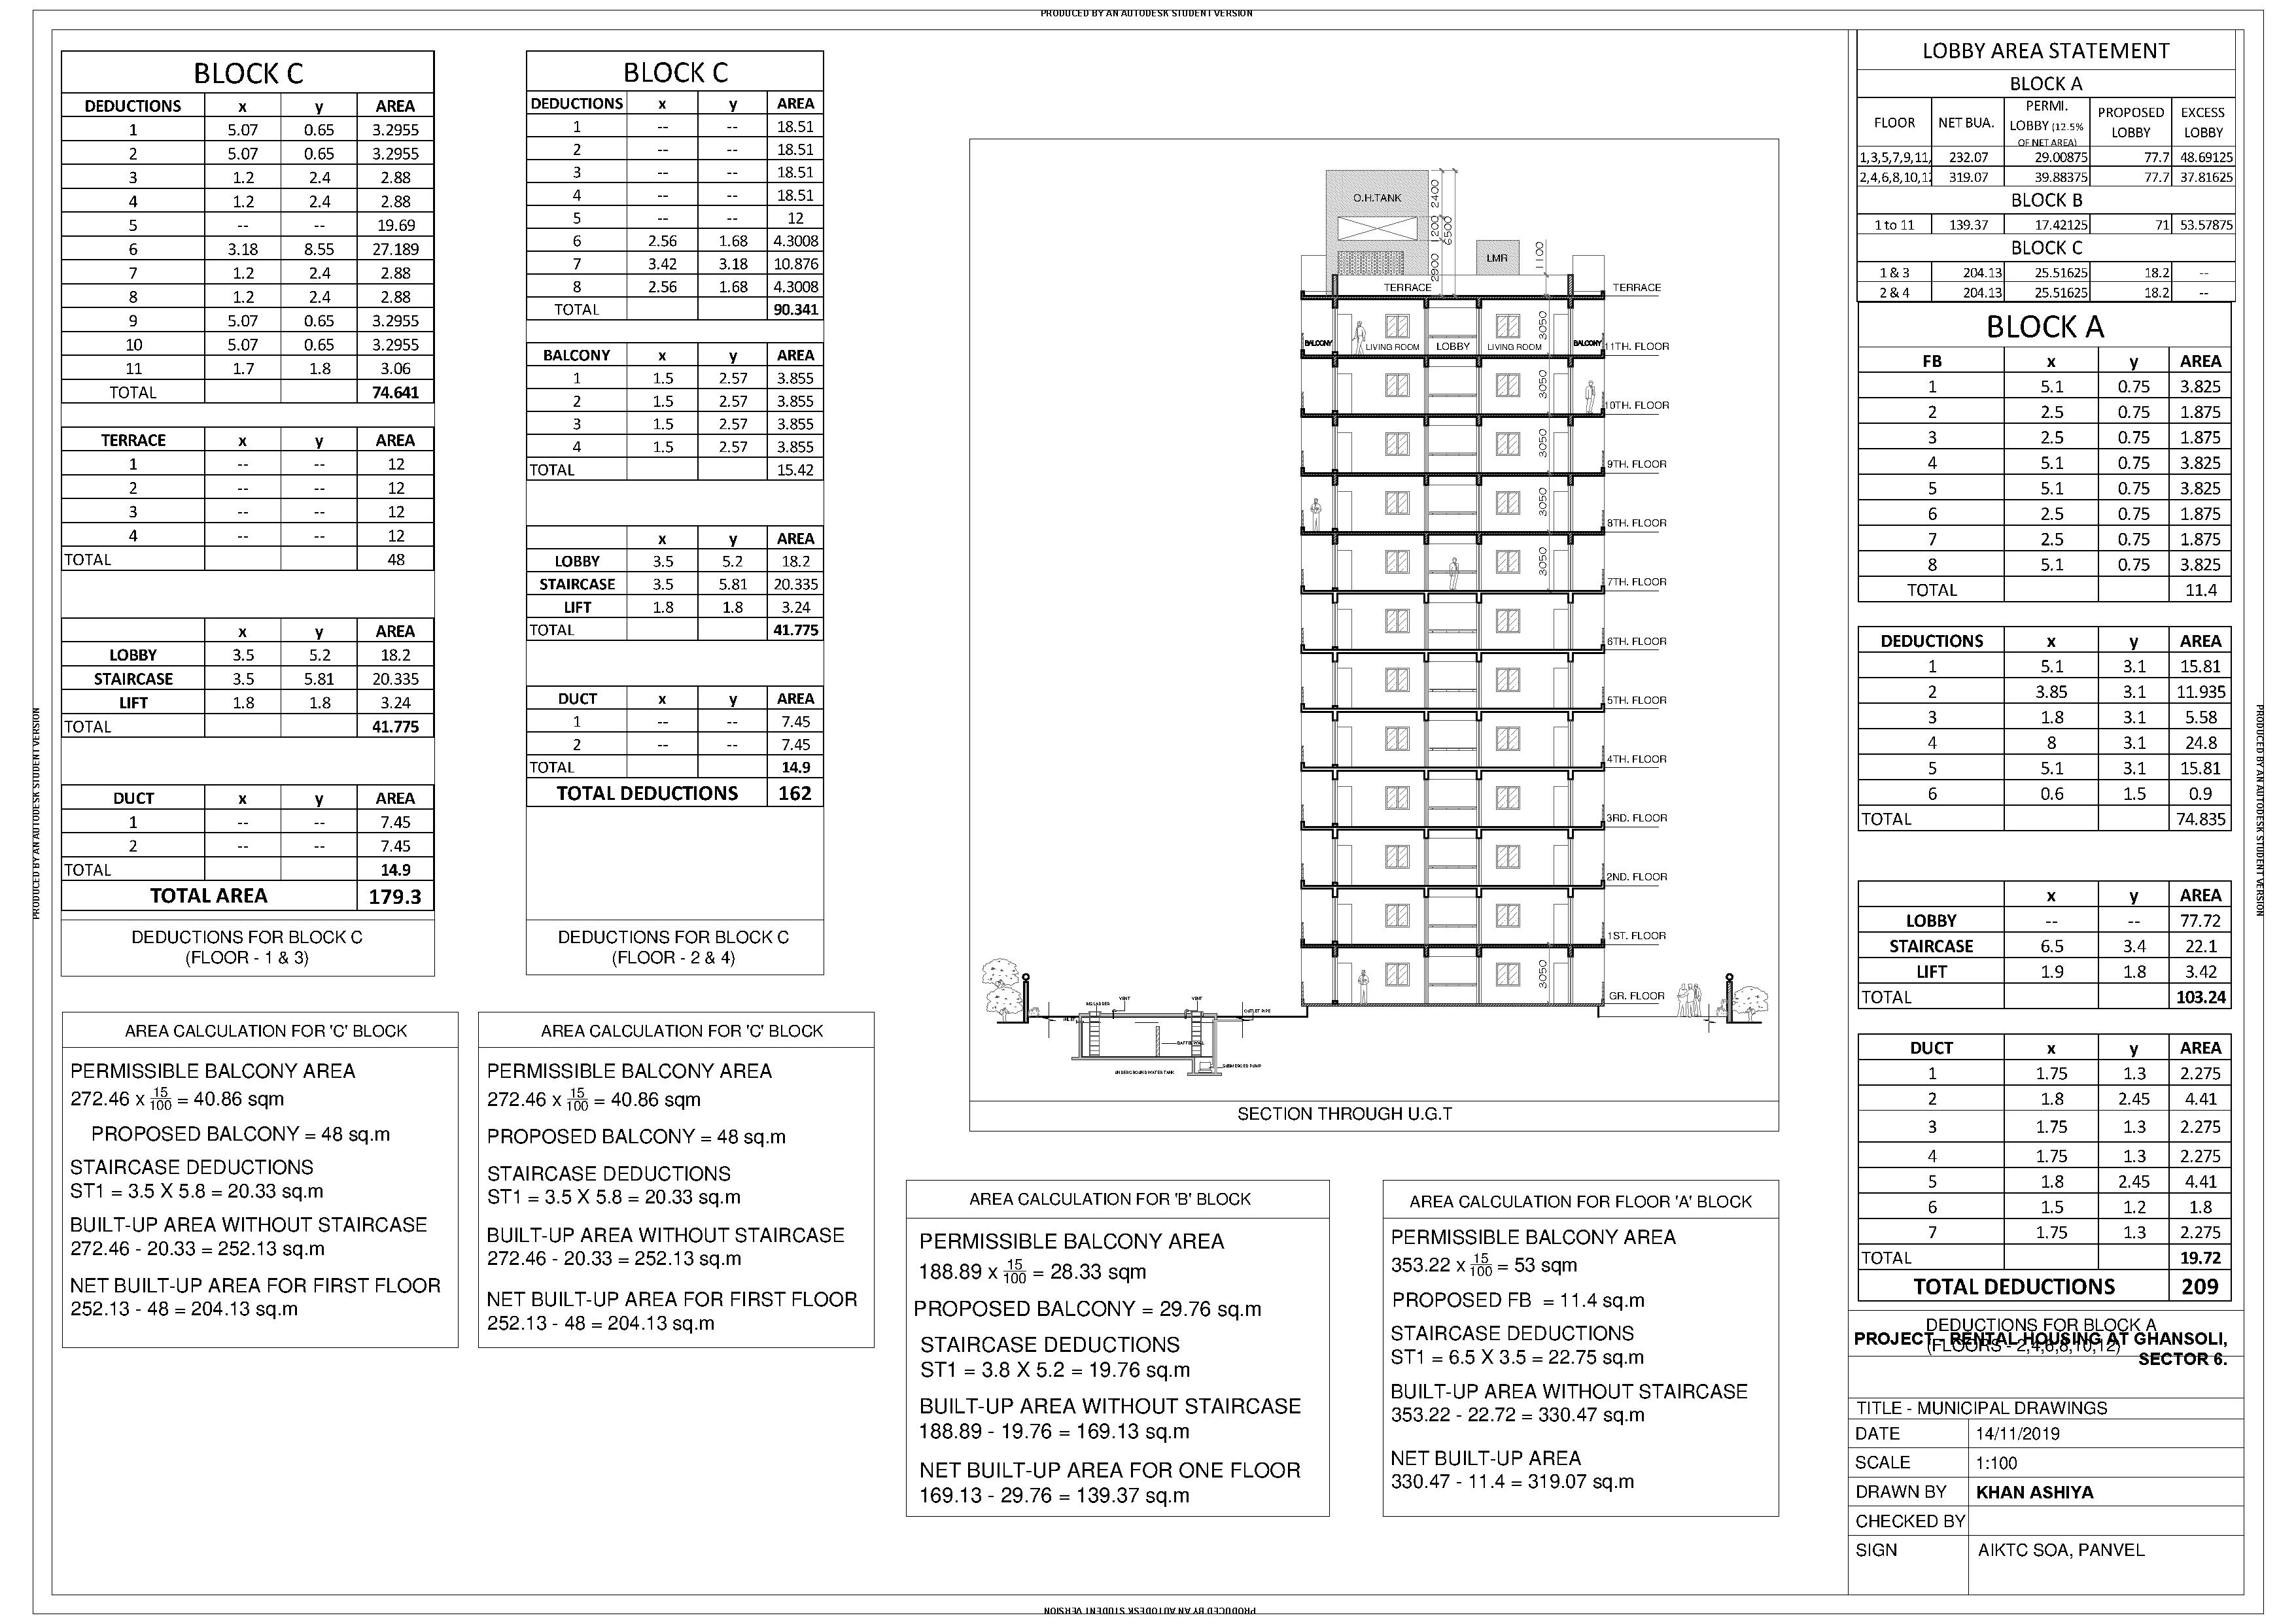 PRODUCED BY AN AUTODESK STUDENT VERSION
BLOCK C
DEDUCTIONS x y AREA
1 5.07 0.65 3.2955
2 5.07 0.65 3.2955
3 1.2 2.4 2.88
4 1.2 2.4 2.88
5 -- -- 19.69
6 3.18 8.55 27.189
7 1.2 2.4 2.88
8 1.2 2.4 2.88
9 5.07 0.65 3.2955
10 5.07 0.65 3.2955
11 1.7 1.8 3.06
TOTAL 74.641
TERRACE x y AREA
1 -- -- 12
2 -- -- 12
3 -- -- 12
4 -- -- 12
TOTAL 48
x y AREA
LOBBY 3.5 5.2 18.2
STAIRCASE 3.5 5.81 20.335
LIFT 1.8 1.8 3.24
TOTAL 41.775
DUCT x y AREA
1 -- -- 7.45
2 -- -- 7.45
TOTAL 14.9
TOTAL AREA 179.3
DEDUCTIONS FOR BLOCK C
(FLOOR - 1 & 3)
BLOCK C
DEDUCTIONS x y AREA
1 -- -- 18.51
2 -- -- 18.51
3 -- -- 18.51
4 -- -- 18.51
5 -- -- 12
6 2.56 1.68 4.3008
7 3.42 3.18 10.876
8 2.56 1.68 4.3008
TOTAL 90.341
BALCONY x y AREA
1 1.5 2.57 3.855
2 1.5 2.57 3.855
3 1.5 2.57 3.855
4 1.5 2.57 3.855
TOTAL 15.42
x y AREA
LOBBY 3.5 5.2 18.2
STAIRCASE 3.5 5.81 20.335
LIFT 1.8 1.8 3.24
TOTAL 41.775
DUCT x y AREA
1 -- -- 7.45
2 -- -- 7.45
TOTAL 14.9
TOTAL DEDUCTIONS 162
DEDUCTIONS FOR BLOCK C
(FLOOR - 2 & 4)
AREA CALCULATION FOR 'C' BLOCK
PERMISSIBLE BALCONY AREA
272.46 x 15/100 = 40.86 sqm
PROPOSED BALCONY = 48 sq.m
STAIRCASE DEDUCTIONS
ST1 = 3.5 X 5.8 = 20.33 sq.m
BUILT-UP AREA WITHOUT STAIRCASE
272.46 - 20.33 = 252.13 sq.m
NET BUILT-UP AREA FOR FIRST FLOOR
252.13 - 48 = 204.13 sq.m
AREA CALCULATION FOR 'C' BLOCK
PERMISSIBLE BALCONY AREA
272.46 x 15/100 = 40.86 sqm
PROPOSED BALCONY = 48 sq.m
STAIRCASE DEDUCTIONS
ST1 = 3.5 X 5.8 = 20.33 sq.m
BUILT-UP AREA WITHOUT STAIRCASE
272.46 - 20.33 = 252.13 sq.m
NET BUILT-UP AREA FOR FIRST FLOOR
252.13 - 48 = 204.13 sq.m
O.H.TANK
2400
1200
6500
2900
LMR
1100
TERRACE
TERRACE
BALCONY
LIVING ROOM
LOBBY
LIVING ROOM
BALCONY
3050
11TH. FLOOR
3050
10TH. FLOOR
3050
9TH. FLOOR
3050
8TH. FLOOR
3050
7TH. FLOOR
6TH. FLOOR
5TH. FLOOR
4TH. FLOOR
3RD. FLOOR
2ND. FLOOR
1ST. FLOOR
3050
GR. FLOOR
VENT
VENT
OUTLET PIPE
INLET
BAFFLE WALL
UNDERGROUND WATER TANK
SUBMERGED PUMP
SECTION THROUGH U.G.T
AREA CALCULATION FOR 'B' BLOCK
PERMISSIBLE BALCONY AREA
188.89 x 15/100 = 28.33 sqm
PROPOSED BALCONY = 29.76 sq.m
STAIRCASE DEDUCTIONS
ST1 = 3.8 X 5.2 = 19.76 sq.m
BUILT-UP AREA WITHOUT STAIRCASE
188.89 - 19.76 = 169.13 sq.m
NET BUILT-UP AREA FOR ONE FLOOR
169.13 - 29.76 = 139.37 sq.m
AREA CALCULATION FOR FLOOR 'A' BLOCK
PERMISSIBLE BALCONY AREA
353.22 x 15/100 = 53 sqm
PROPOSED FB = 11.4 sq.m
STAIRCASE DEDUCTIONS
ST1 = 6.5 X 3.5 = 22.75 sq.m
BUILT-UP AREA WITHOUT STAIRCASE
353.22 - 22.72 = 330.47 sq.m
NET BUILT-UP AREA
330.47 - 11.4 = 319.07 sq.m
LOBBY AREA STATEMENT
BLOCK A
FLOOR NET BUA. PERMI. LOBBY (12.5% OF NET AREA) PROPOSED LOBBY EXCESS LOBBY
1,3,5,7,9,11, 232.07 29.00875 77.7 48.69125
2,4,6,8,10,12 319.07 39.88375 77.7 37.81625
BLOCK B
1 to 11 139.37 17.42125 71 53.57875
BLOCK C
1 & 3 204.13 25.51625 18.2 --
2 & 4 204.13 25.51625 18.2 --
BLOCK A
FB x y AREA
1 5.1 0.75 3.825
2 2.5 0.75 1.875
3 2.5 0.75 1.875
4 5.1 0.75 3.825
5 5.1 0.75 3.825
6 2.5 0.75 1.875
7 2.5 0.75 1.875
8 5.1 0.75 3.825
TOTAL 11.4
DEDUCTIONS x y AREA
1 5.1 3.1 15.81
2 3.85 3.1 11.935
3 1.8 3.1 5.58
4 8 3.1 24.8
5 5.1 3.1 15.81
6 0.6 1.5 0.9
TOTAL 74.835
x y AREA
LOBBY -- -- 77.72
STAIRCASE 6.5 3.4 22.1
LIFT 1.9 1.8 3.42
TOTAL 103.24
DUCT x y AREA
1 1.75 1.3 2.275
2 1.8 2.45 4.41
3 1.75 1.3 2.275
4 1.75 1.3 2.275
5 1.8 2.45 4.41
6 1.5 1.2 1.8
7 1.75 1.3 2.275
TOTAL 19.72
TOTAL DEDUCTIONS 209
DEDUCTIONS FOR BLOCK A
(FLOORS - 2,4,6,8,10,12)
PROJECT - RENTAL HOUSING AT GHANSOLI,
SECTOR 6.
TITLE - MUNICIPAL DRAWINGS
DATE 14/11/2019
SCALE 1:100
DRAWN BY KHAN ASHIYA
CHECKED BY
SIGN AIKTC SOA, PANVEL
PRODUCED BY AN AUTODESK STUDENT VERSION
PRODUCED BY AN AUTODESK STUDENT VERSION
PRODUCED BY AN AUTODESK STUDENT VERSION